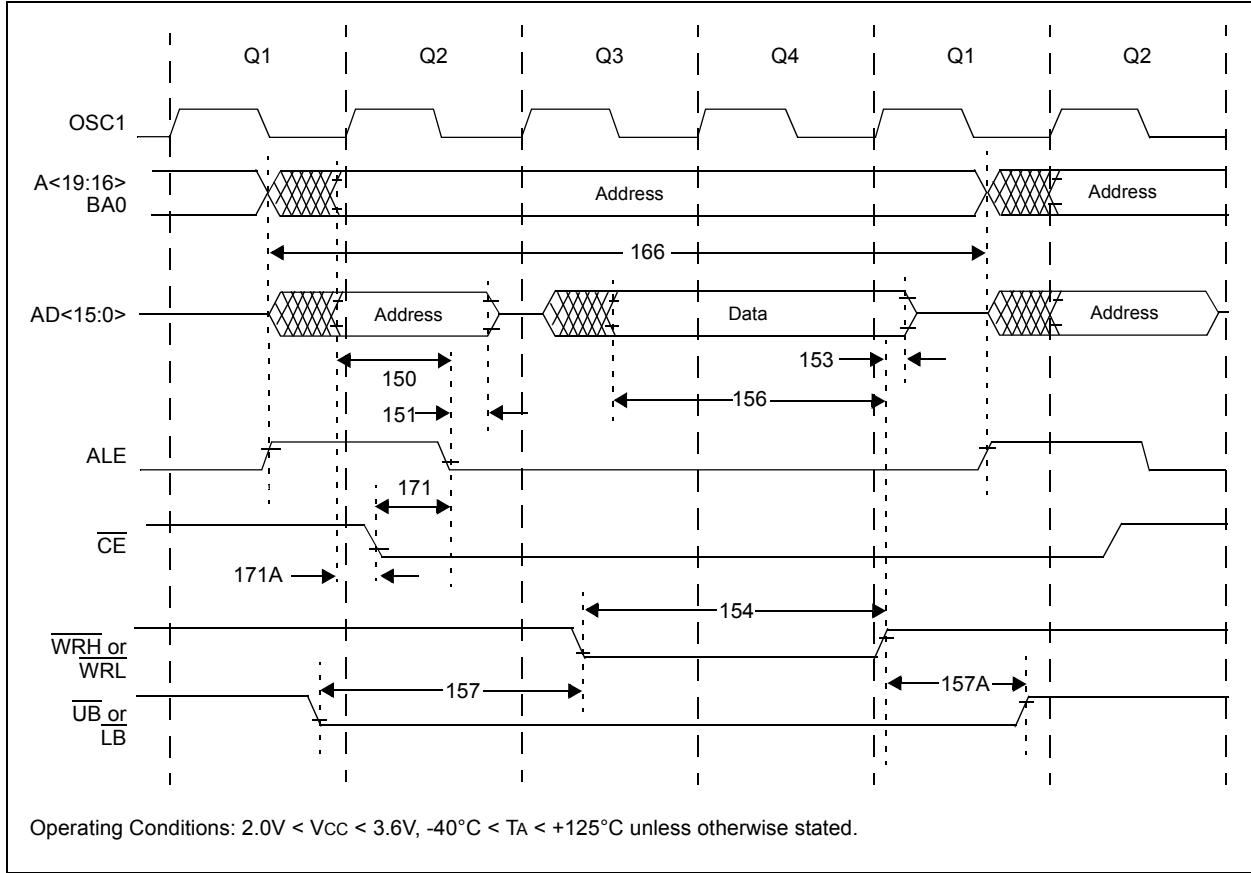 Q1 Q2 Q3 Q4 Q1 Q2
OSC1
A<19:16>
BA0
Address
Address
166
AD<15:0>
Address
Data
Address
150
153
151
156
ALE
171
CE
171A
154
WRH or
WRL
157
157A
UB or
LB
Operating Conditions: 2.0V < VCC < 3.6V, -40°C < TA < +125°C unless otherwise stated.